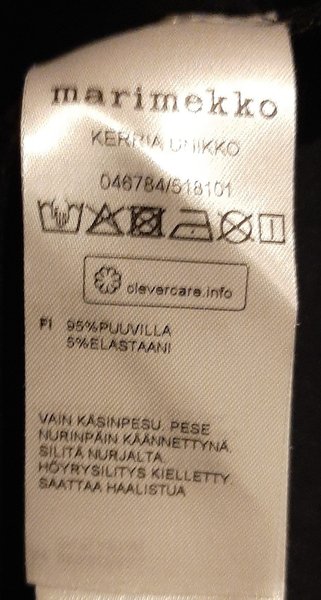 marimekko
KERRIA UNIKKO
046784/518101
clevercare.info
FI 95%PUUVILLA
5%ELASTAANI
VAIN KÄSINPESU. PESE
NURINPÄIN KÄÄNNETTYNÄ.
SILITÄ NURJALTA.
HÖYRYSILITYS KIELLETTY
SAATTAA HAALISTUA